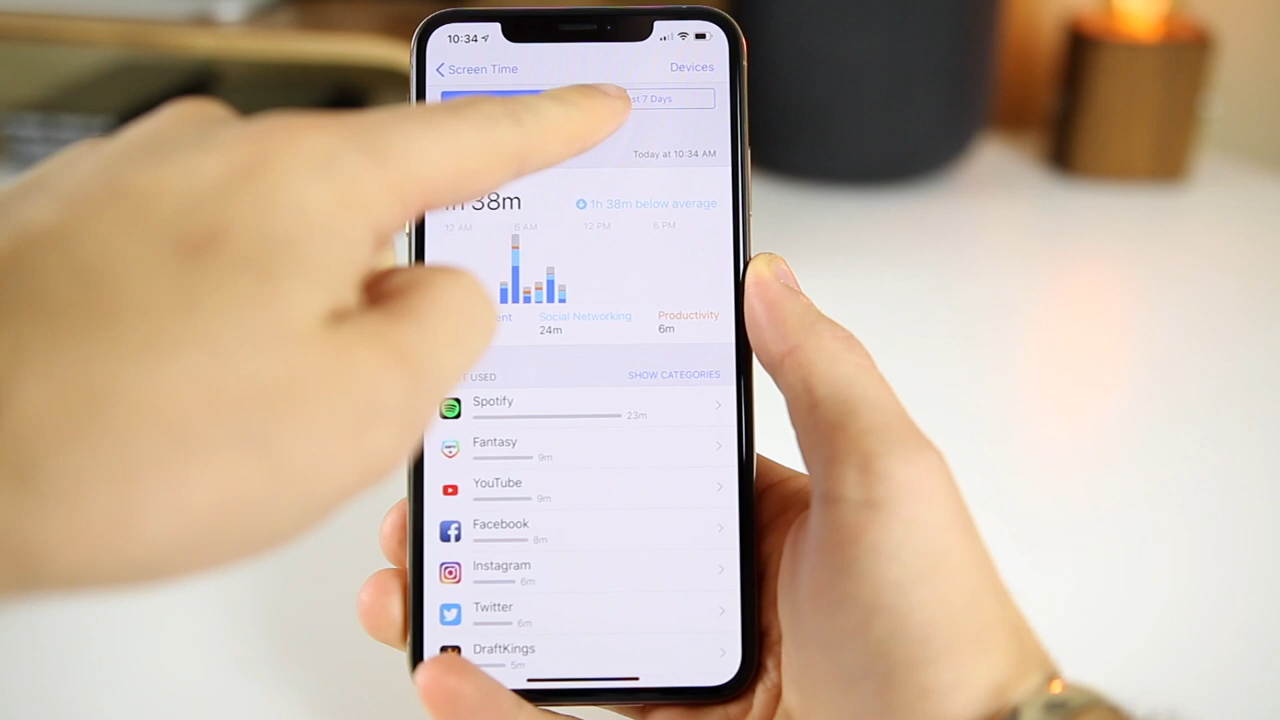 10:34
Screen Time Devices
7 Days
Today at 10:34 AM
38m 1h 38m below average
12 AM 6 AM 12 PM 6 PM
Social Networking Productivity
24m 6m
USED SHOW CATEGORIES
Spotify
23m
Fantasy
9m
YouTube
9m
Facebook
8m
Instagram
6m
Twitter
6m
DraftKings
5m